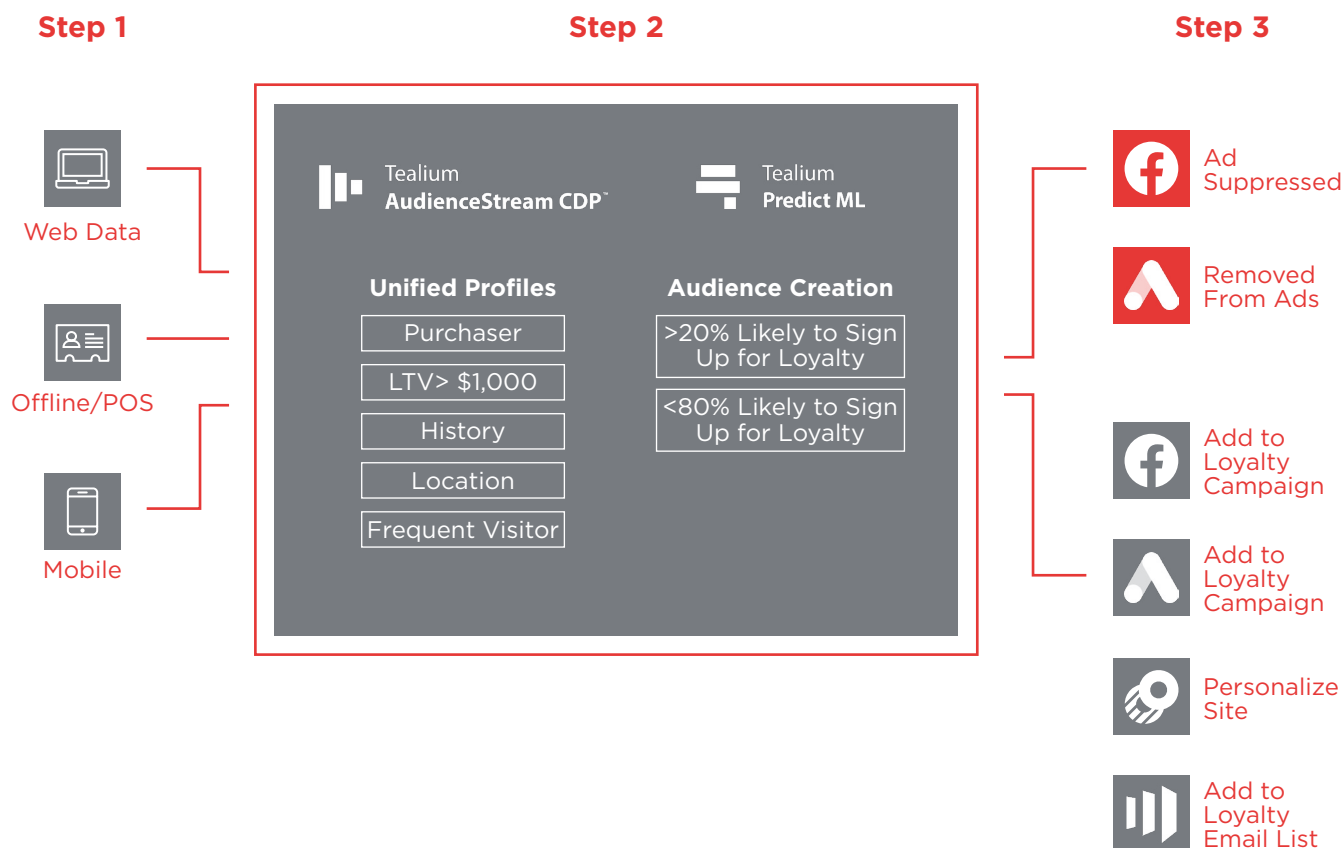 Step 1
Step 2
Step 3
Web Data
Offline/POS
Mobile
Tealium
AudienceStream CDP™
Tealium
Predict ML
Unified Profiles
Purchaser
LTV> $1,000
History
Location
Frequent Visitor
Audience Creation
>20% Likely to Sign
Up for Loyalty
<80% Likely to Sign
Up for Loyalty
Ad
Suppressed
Removed
From Ads
Add to
Loyalty
Campaign
Add to
Loyalty
Campaign
Personalize
Site
Add to
Loyalty
Email List